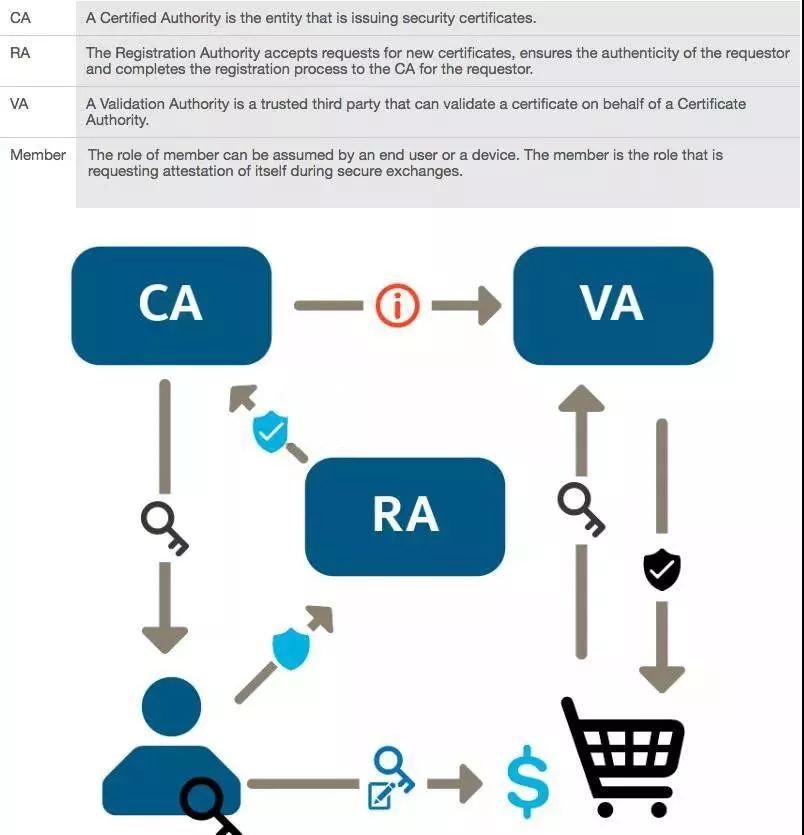 CA
A Certified Authority is the entity that is issuing security certificates.
RA
The Registration Authority accepts requests for new certificates, ensures the authenticity of the requestor
and completes the registration process to the CA for the requestor.
VA
A Validation Authority is a trusted third party that can validate a certificate on behalf of a Certificate
Authority.
Member
The role of member can be assumed by an end user or a device. The member is the role that is
requesting attestation of itself during secure exchanges.
CA
VA
RA
$